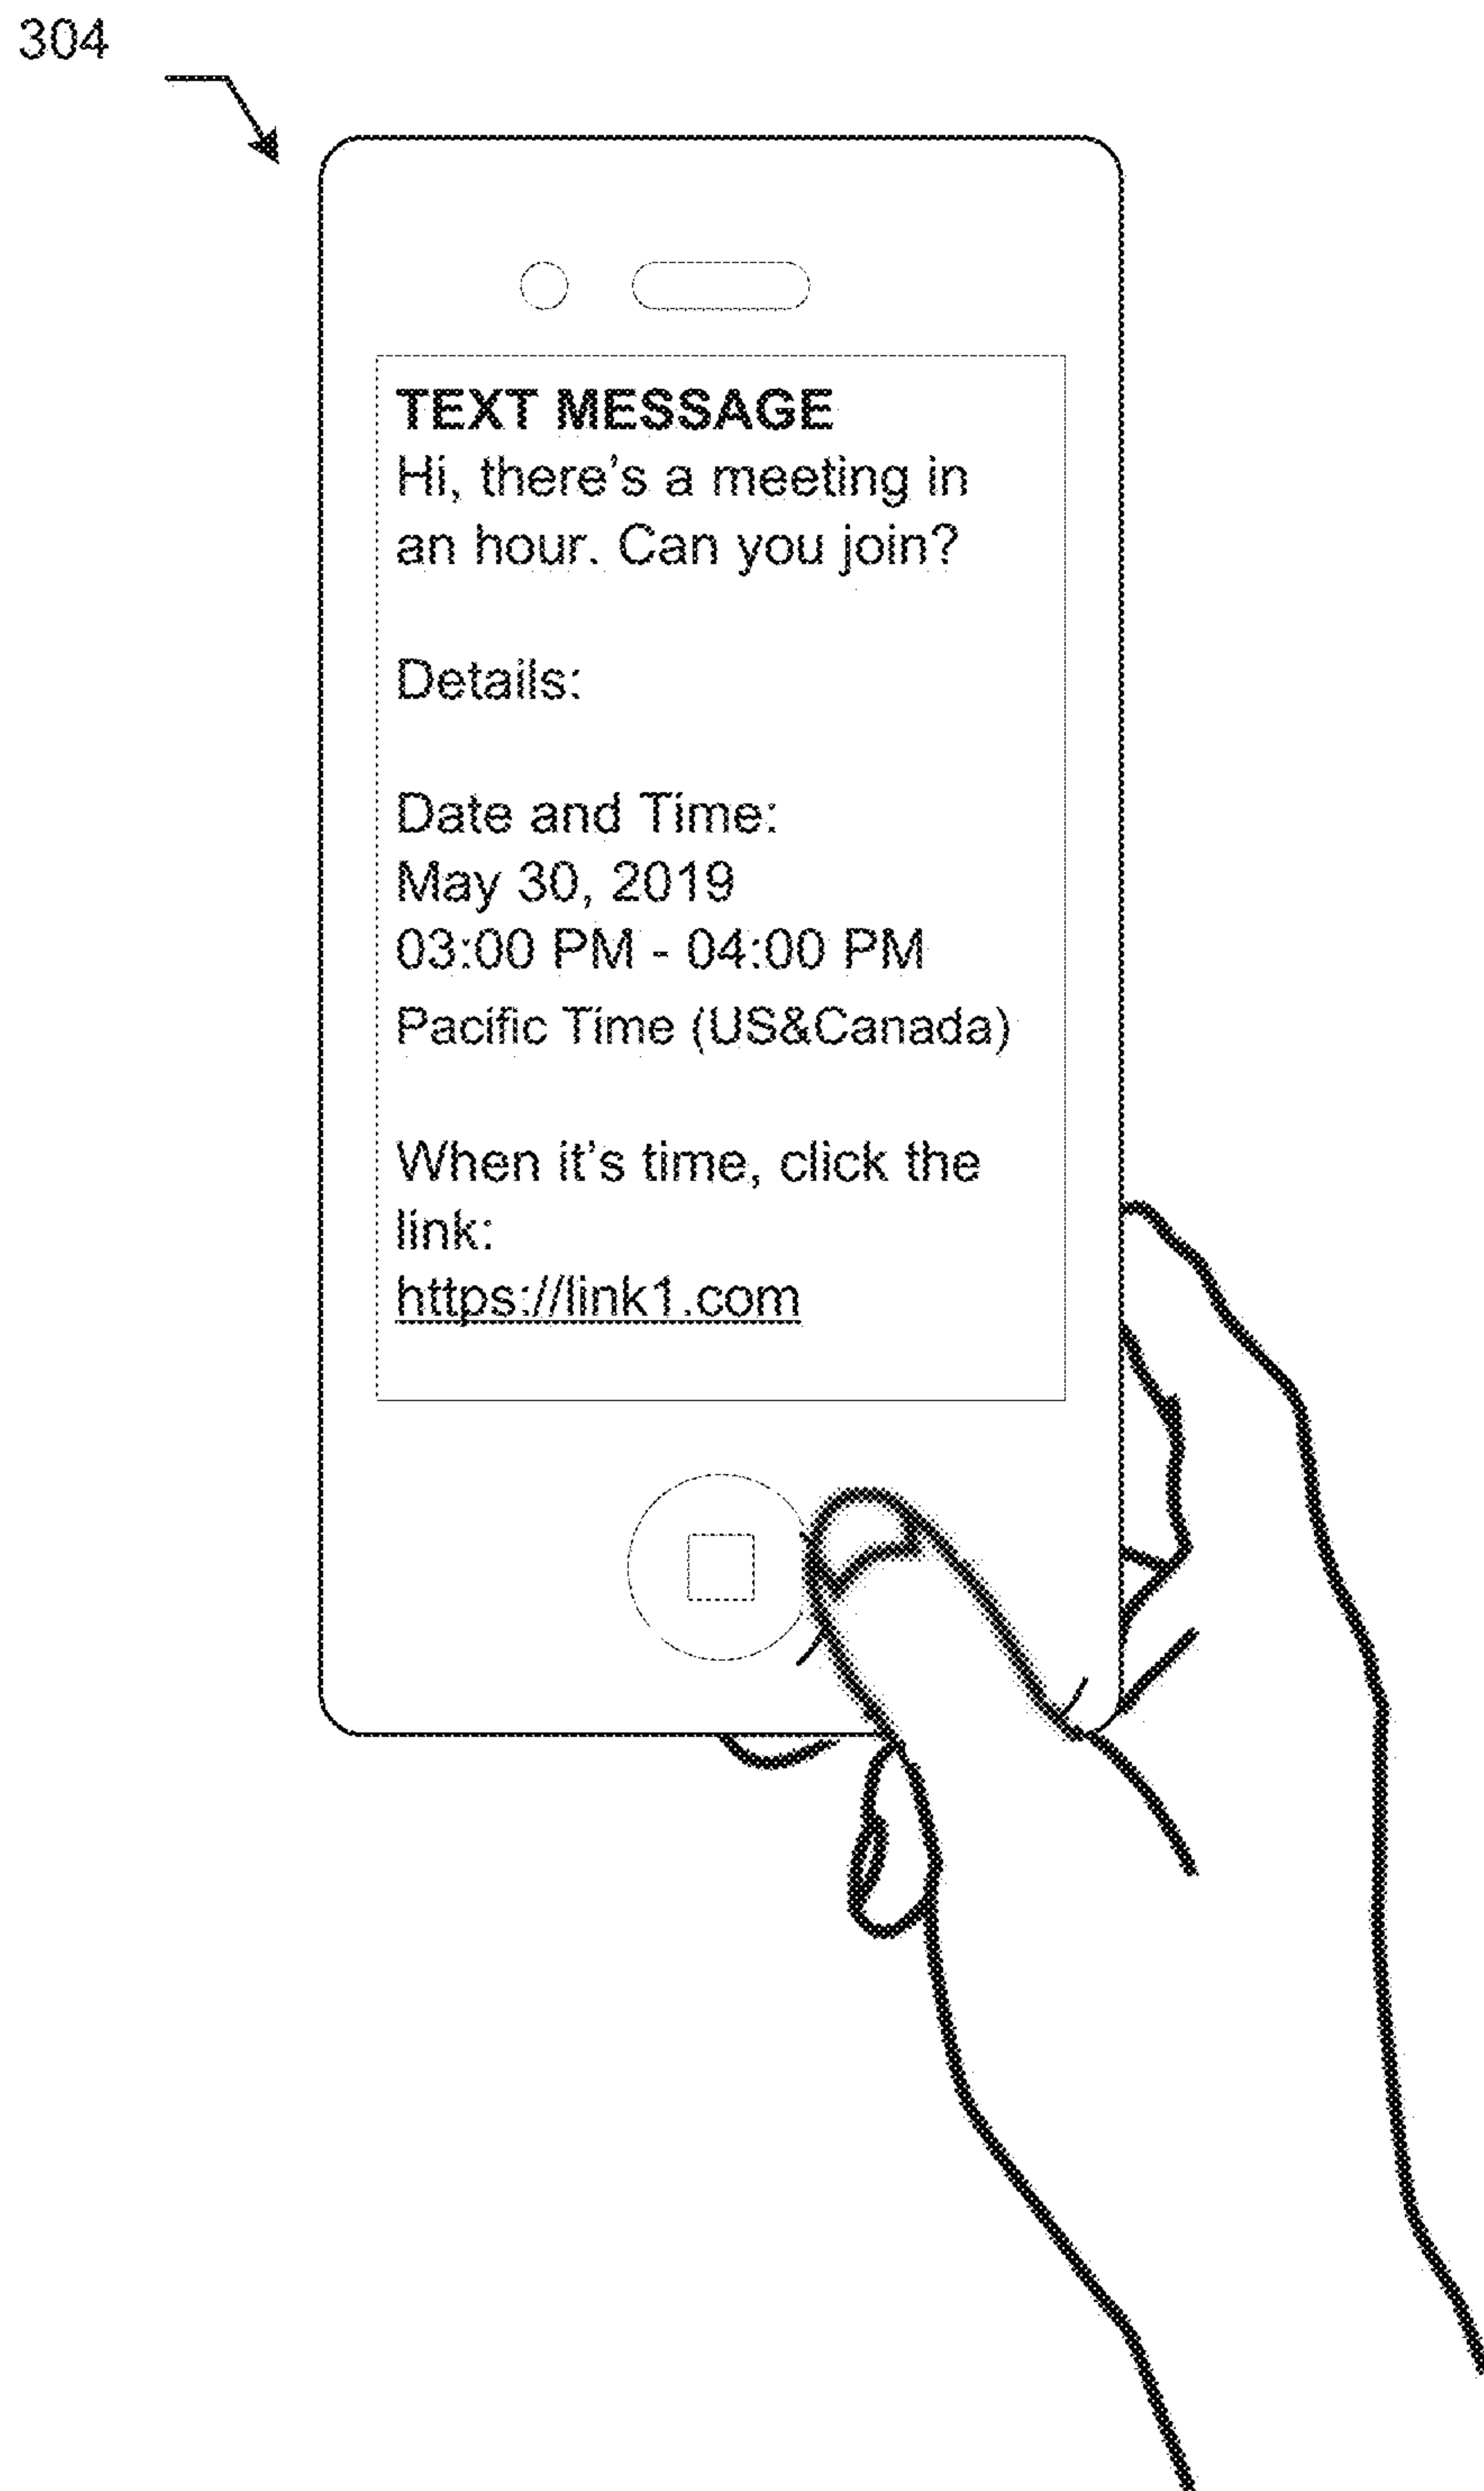 304
TEXT MESSAGE
Hi, there's a meeting in
an hour. Can you join?
Details:
Date and Time:
May 30, 2019
03:00 PM - 04:00 PM
Pacific Time (US&Canada)
When it's time, click the
link:
https://link1.com